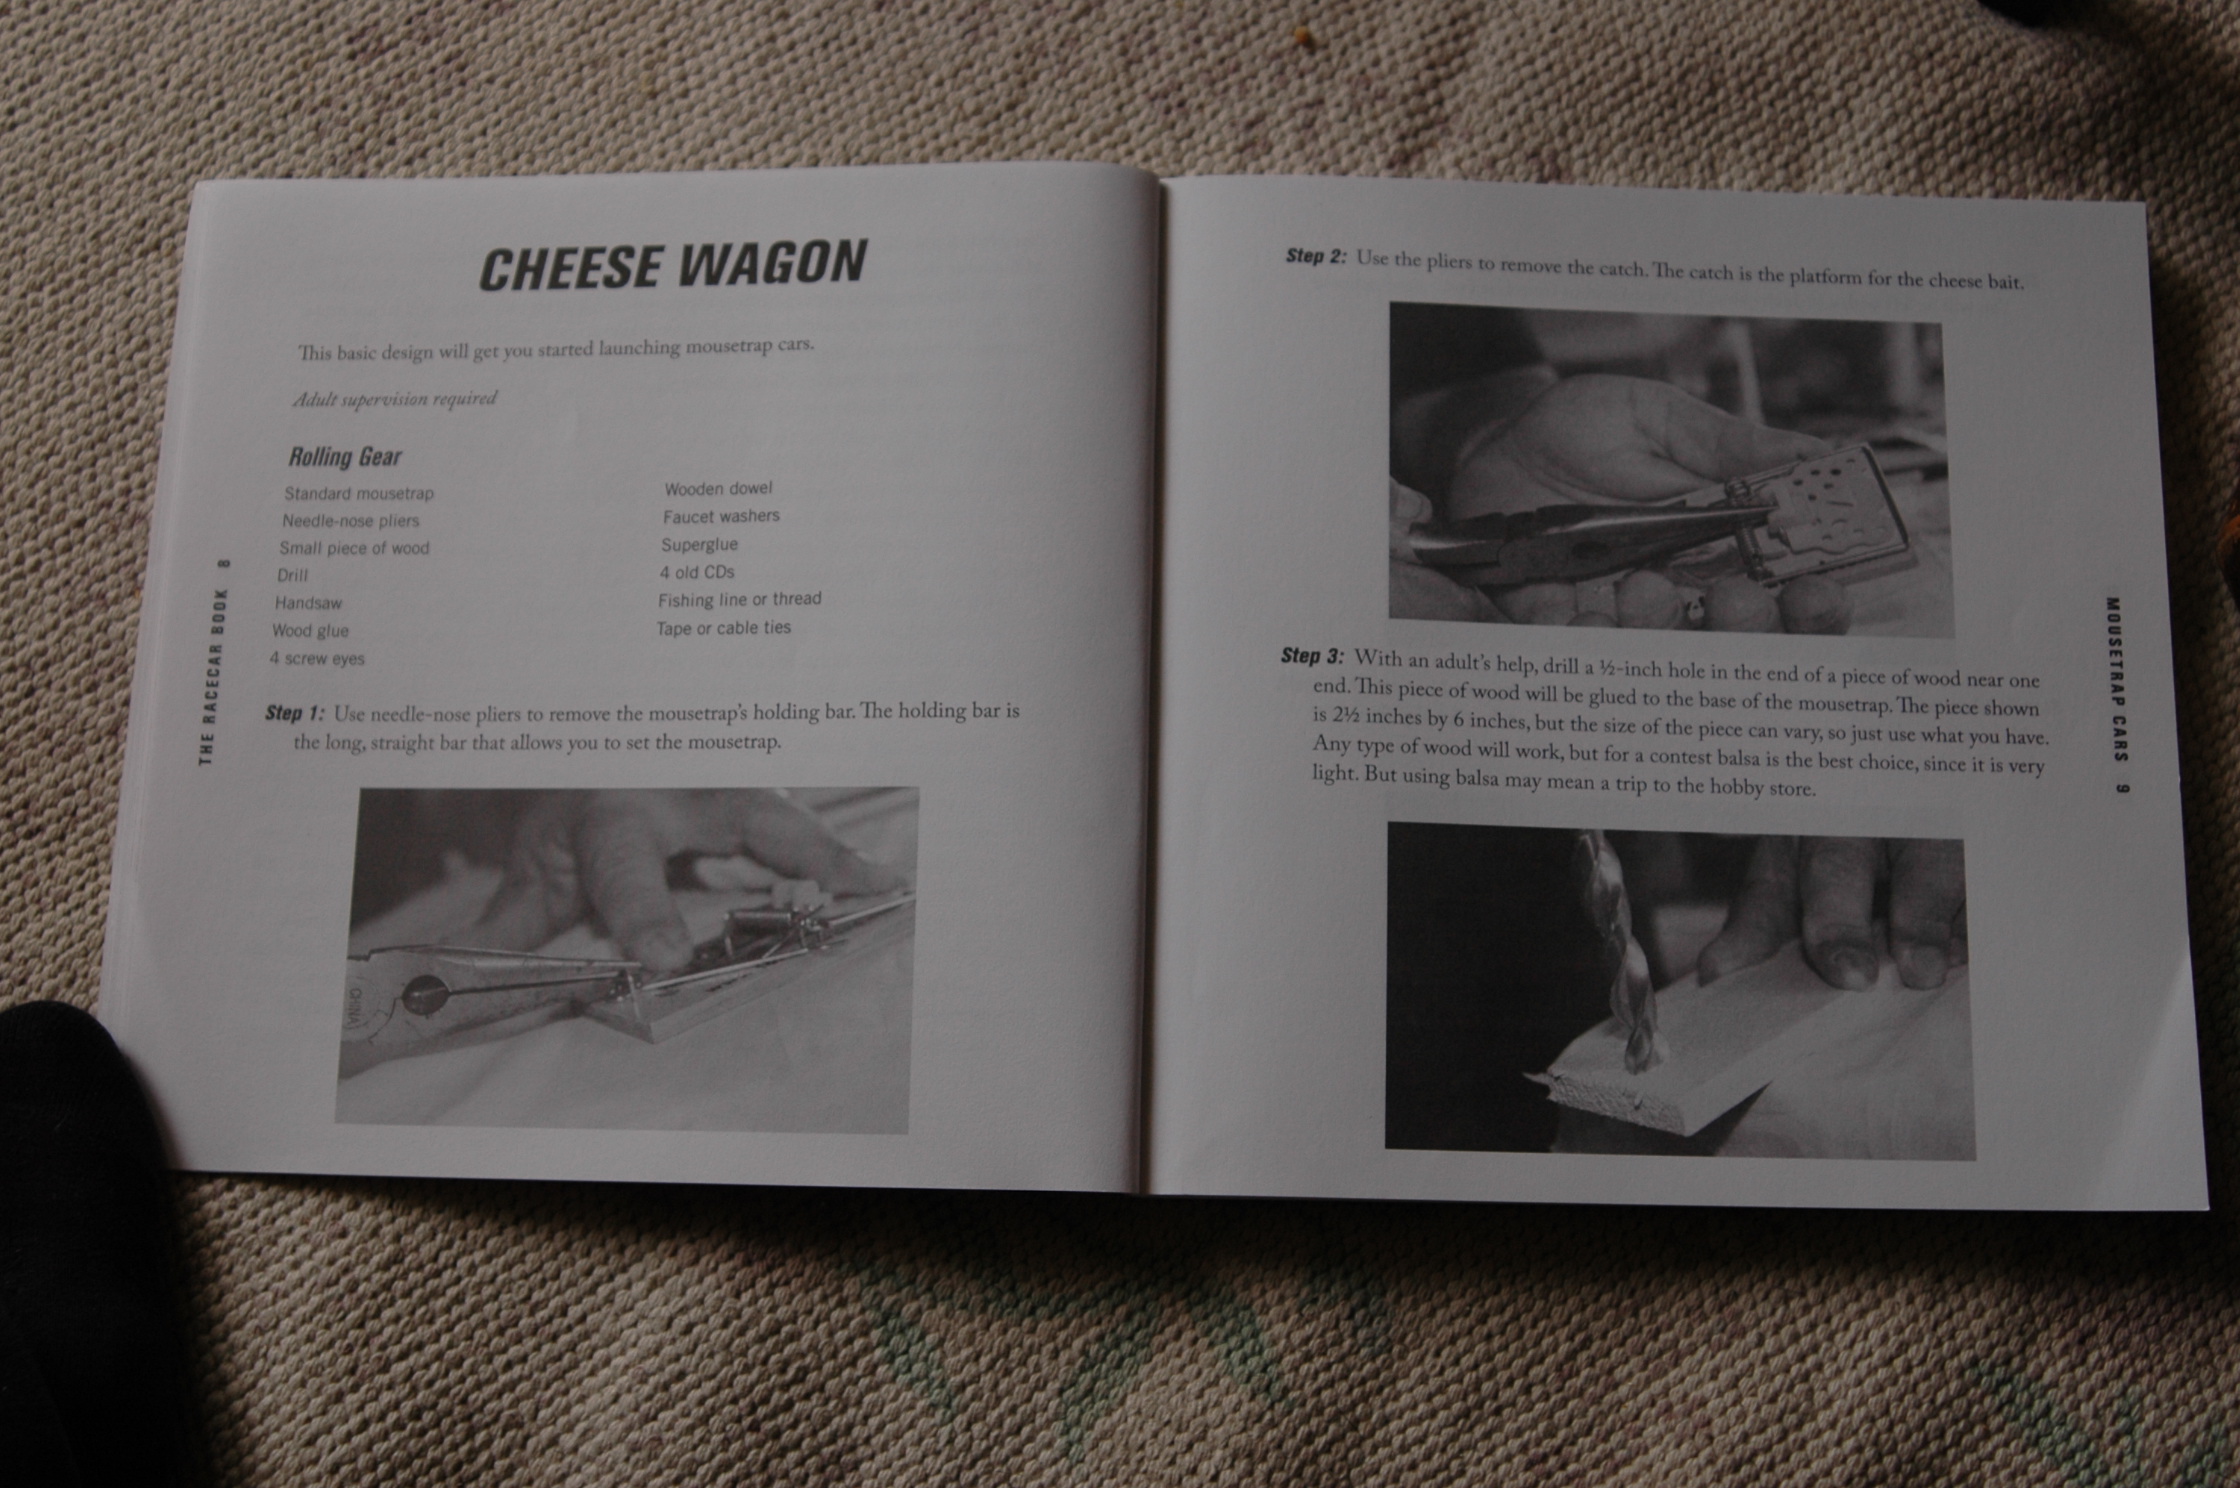 THE RACECAR BOOK 8
CHEESE WAGON
This basic design will get you started launching mousetrap cars.
Adult supervision required
Rolling Gear
Standard mousetrap
Needle-nose pliers
Small piece of wood
Drill
Handsaw
Wood glue
4 screw eyes
Wooden dowel
Faucet washers
Superglue
4 old CDs
Fishing line or thread
Tape or cable ties
Step 1: Use needle-nose pliers to remove the mousetrap's holding bar. The holding bar is
the long, straight bar that allows you to set the mousetrap.
CHINA
Step 2: Use the pliers to remove the catch. The catch is the platform for the cheese bait.
Step 3: With an adult's help, drill a ½-inch hole in the end of a piece of wood near one
end. This piece of wood will be glued to the base of the mousetrap. The piece shown
is 2½ inches by 6 inches, but the size of the piece can vary, so just use what you have.
Any type of wood will work, but for a contest balsa is the best choice, since it is very
light. But using balsa may mean a trip to the hobby store.
MOUSETRAP CARS 9